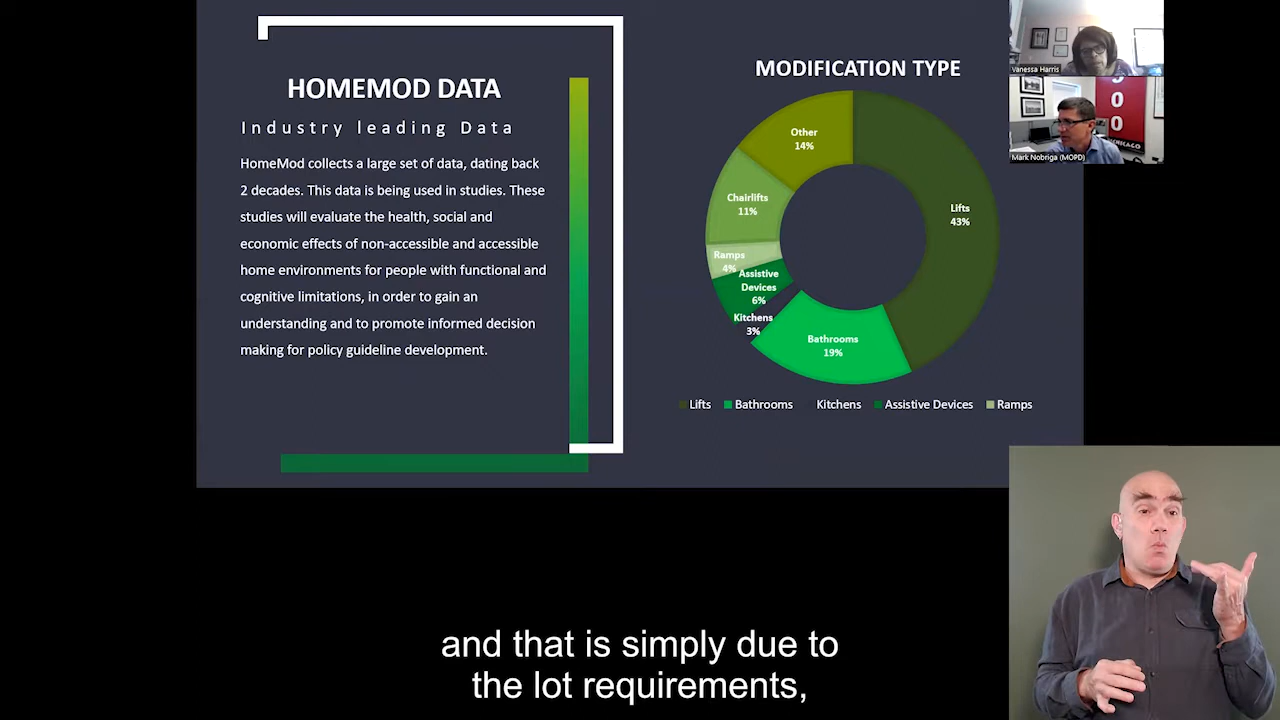 HOMEMOD DATA
Industry leading Data
HomeMod collects a large set of data, dating back
2 decades. This data is being used in studies. These
studies will evaluate the health, social and
economic effects of non-accessible and accessible
home environments for people with functional and
cognitive limitations, in order to gain an
understanding and to promote informed decision
making for policy guideline development.
MODIFICATION TYPE
Other
14%
Chairlifts
11%
Lifts
43%
Ramps
4%
Assistive
Devices
6%
Kitchens
3%
Bathrooms
19%
Lifts Bathrooms Kitchens Assistive Devices Ramps
Vanessa Harris
Mark Nobriga (MOPD)
and that is simply due to
the lot requirements,